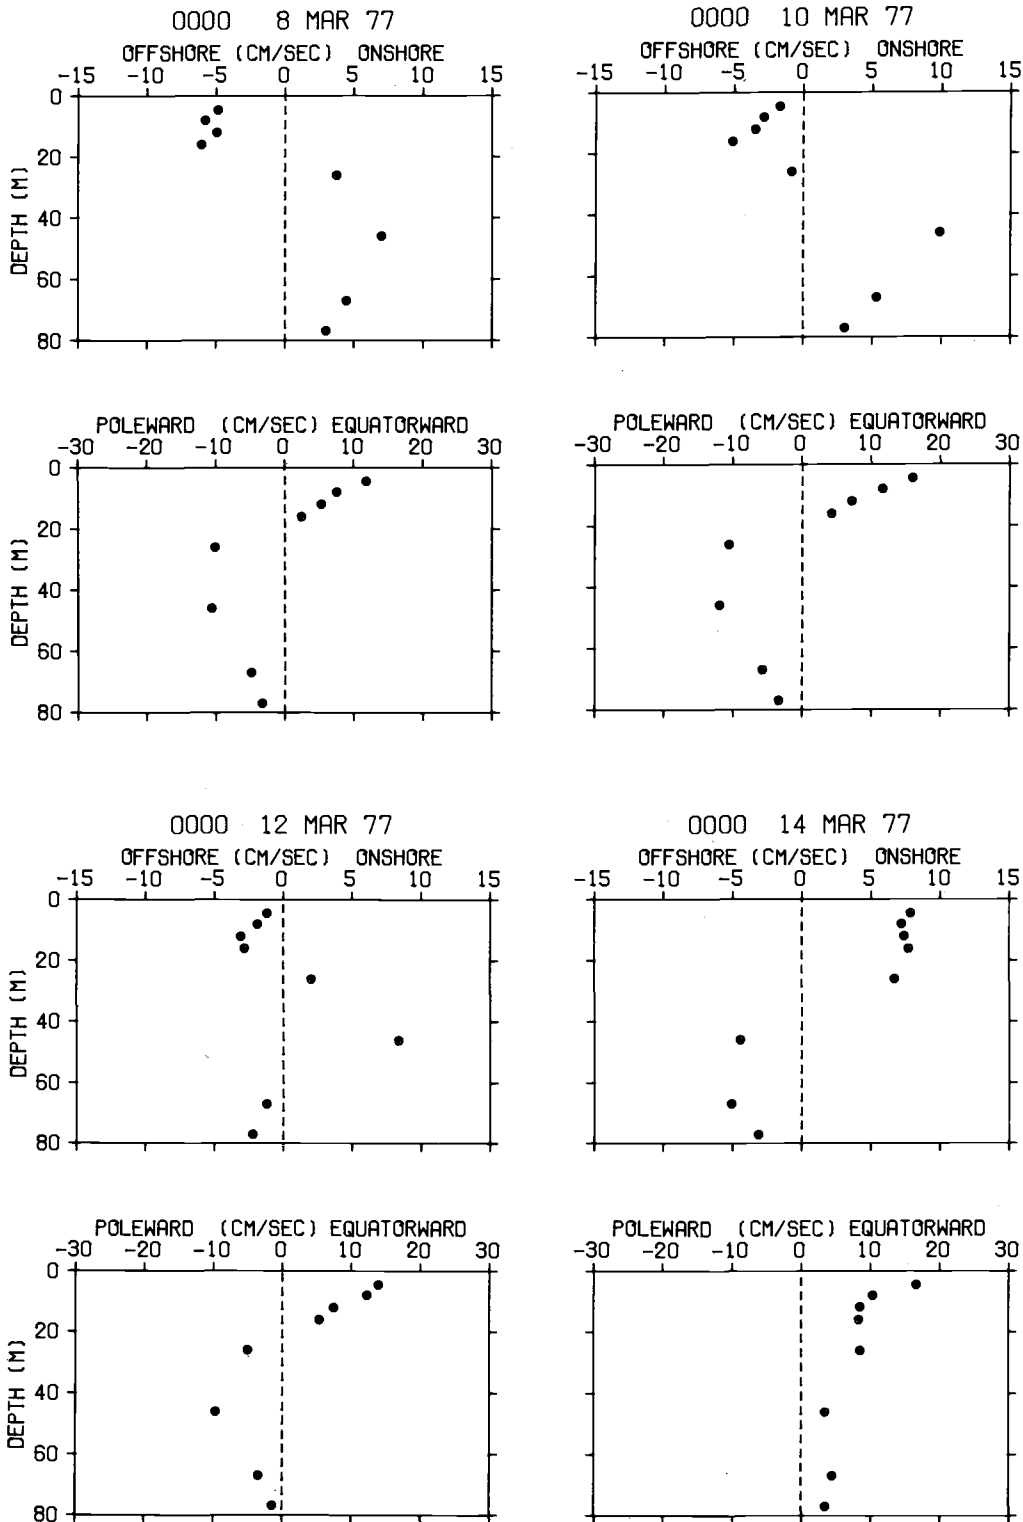 0000 8 MAR 77
OFFSHORE (CM/SEC) ONSHORE
-15 -10 -5 0 5 10 15
0
20
40
60
80
DEPTH (M)
POLEWARD (CM/SEC) EQUATORWARD
-30 -20 -10 0 10 20 30
0
20
40
60
80
DEPTH (M)
0000 10 MAR 77
OFFSHORE (CM/SEC) ONSHORE
-15 -10 -5 0 5 10 15
POLEWARD (CM/SEC) EQUATORWARD
-30 -20 -10 0 10 20 30
0000 12 MAR 77
OFFSHORE (CM/SEC) ONSHORE
-15 -10 -5 0 5 10 15
0
20
40
60
80
DEPTH (M)
POLEWARD (CM/SEC) EQUATORWARD
-30 -20 -10 0 10 20 30
0
20
40
60
80
DEPTH (M)
0000 14 MAR 77
OFFSHORE (CM/SEC) ONSHORE
-15 -10 -5 0 5 10 15
POLEWARD (CM/SEC) EQUATORWARD
-30 -20 -10 0 10 20 30